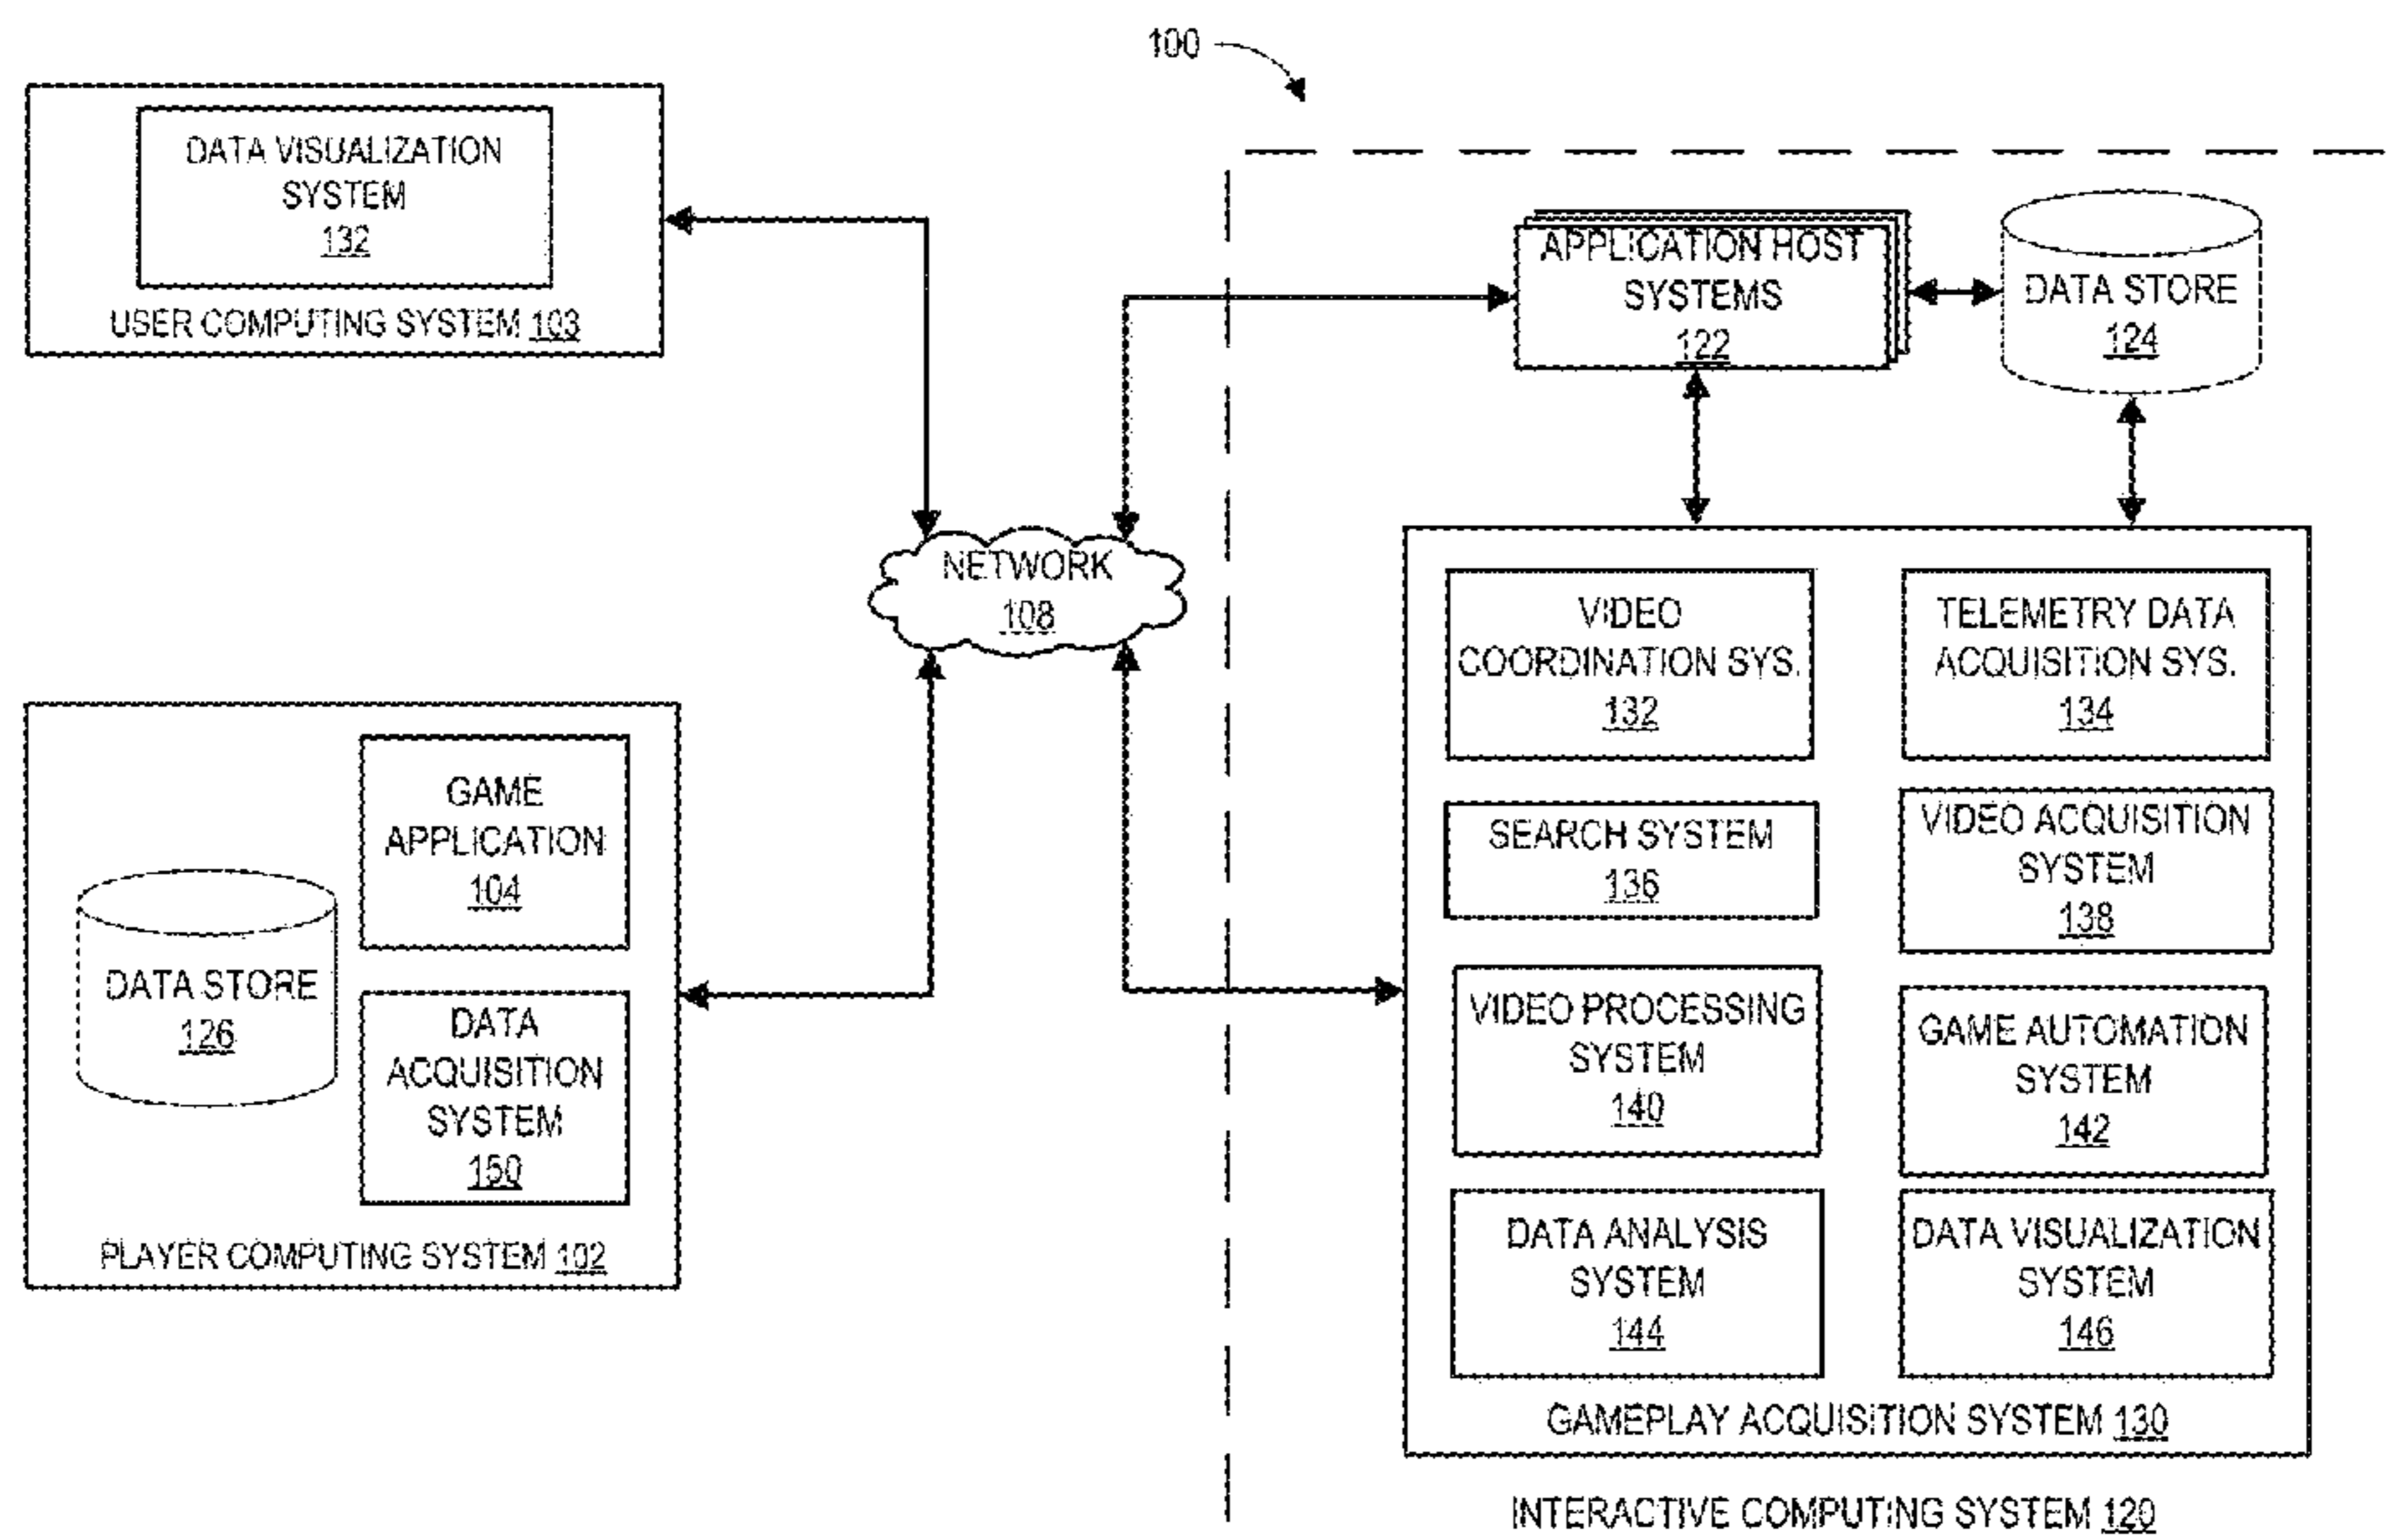 100
DATA VISUALIZATION
SYSTEM
132
USER COMPUTING SYSTEM 103
APPLICATION HOST
SYSTEMS
122
DATA STORE
124
NETWORK
108
GAME
APPLICATION
104
DATA STORE
126
DATA
ACQUISITION
SYSTEM
150
PLAYER COMPUTING SYSTEM 102
VIDEO
COORDINATION SYS.
132
TELEMETRY DATA
ACQUISITION SYS.
134
SEARCH SYSTEM
136
VIDEO ACQUISITION
SYSTEM
138
VIDEO PROCESSING
SYSTEM
140
GAME AUTOMATION
SYSTEM
142
DATA ANALYSIS
SYSTEM
144
DATA VISUALIZATION
SYSTEM
146
GAMEPLAY ACQUISITION SYSTEM 130
INTERACTIVE COMPUTING SYSTEM 120